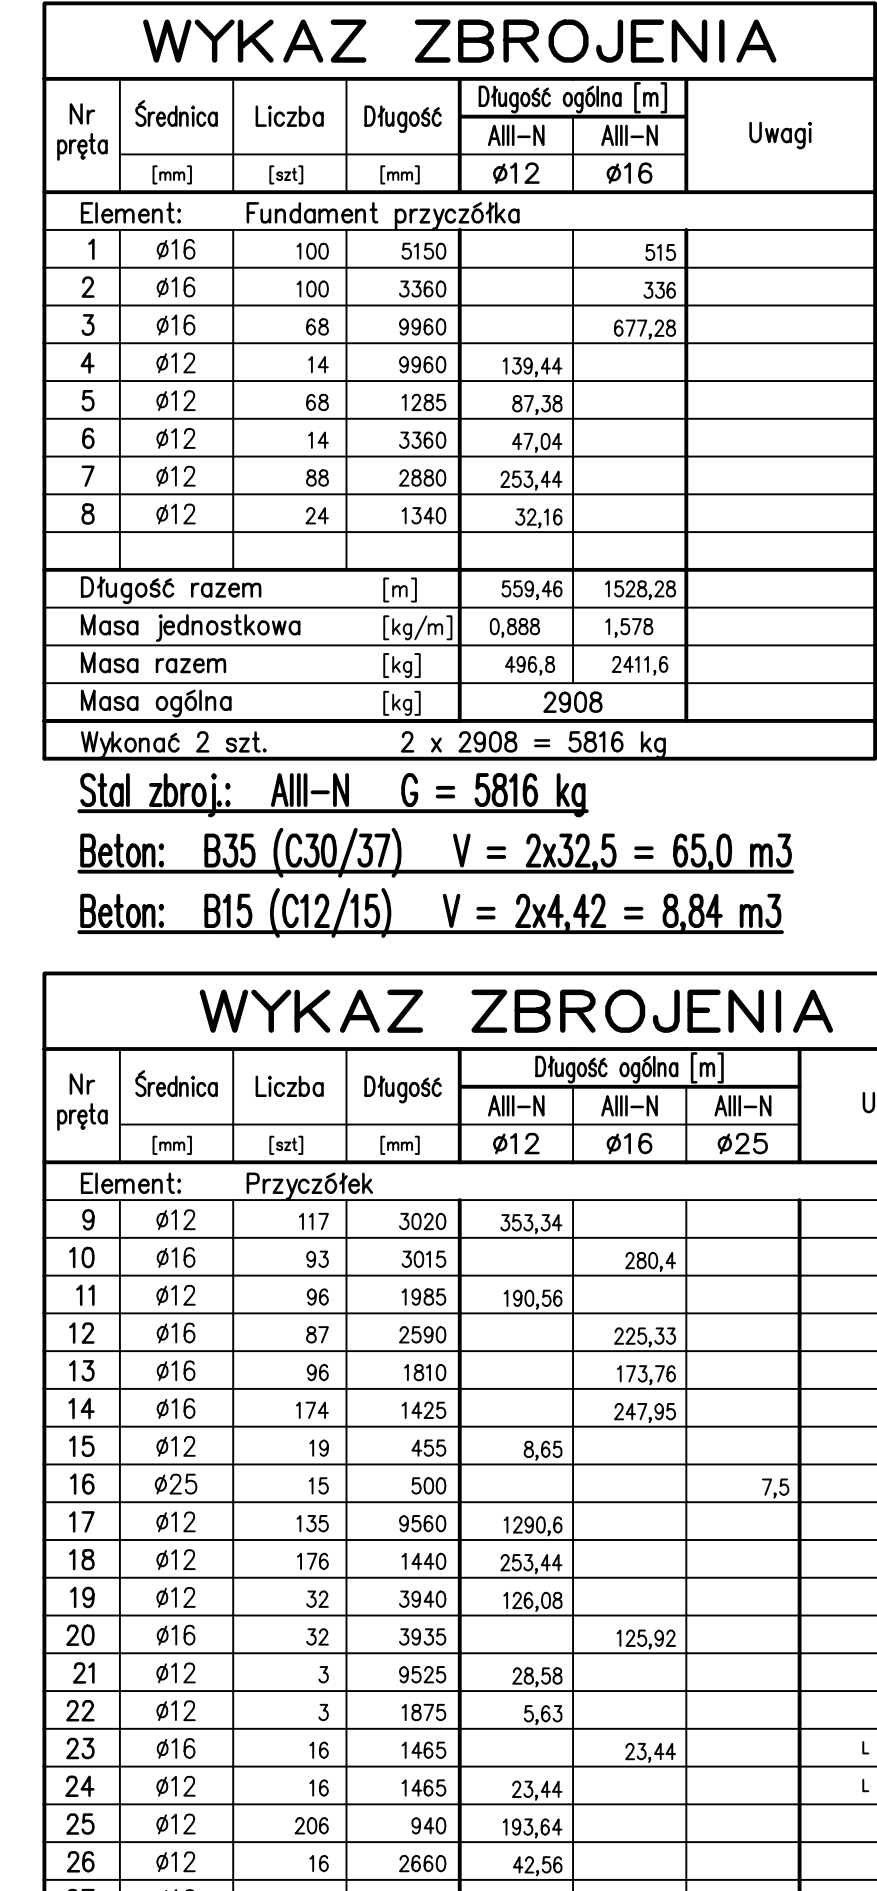 WYKAZ ZBROJENIA
Nr pręta Średnica Liczba Długość Długość ogólna [m] Uwagi
AIII-N AIII-N
[mm] [szt] [mm] ø12 ø16
Element: Fundament przyczółka
1 ø16 100 5150 515
2 ø16 100 3360 336
3 ø16 68 9960 677,28
4 ø12 14 9960 139,44
5 ø12 68 1285 87,38
6 ø12 14 3360 47,04
7 ø12 88 2880 253,44
8 ø12 24 1340 32,16
Długość razem [m] 559,46 1528,28
Masa jednostkowa [kg/m] 0,888 1,578
Masa razem [kg] 496,8 2411,6
Masa ogólna [kg] 2908
Wykonać 2 szt. 2 x 2908 = 5816 kg
Stal zbroj.: AIII-N G = 5816 kg
Beton: B35 (C30/37) V = 2x32,5 = 65,0 m3
Beton: B15 (C12/15) V = 2x4,42 = 8,84 m3
WYKAZ ZBROJENIA
Nr pręta Średnica Liczba Długość Długość ogólna [m] U
AIII-N AIII-N AIII-N
[mm] [szt] [mm] ø12 ø16 ø25
Element: Przyczółek
9 ø12 117 3020 353,34
10 ø16 93 3015 280,4
11 ø12 96 1985 190,56
12 ø16 87 2590 225,33
13 ø16 96 1810 173,76
14 ø16 174 1425 247,95
15 ø12 19 455 8,65
16 ø25 15 500 7,5
17 ø12 135 9560 1290,6
18 ø12 176 1440 253,44
19 ø12 32 3940 126,08
20 ø16 32 3935 125,92
21 ø12 3 9525 28,58
22 ø12 3 1875 5,63
23 ø16 16 1465 23,44 L
24 ø12 16 1465 23,44 L
25 ø12 206 940 193,64
26 ø12 16 2660 42,56